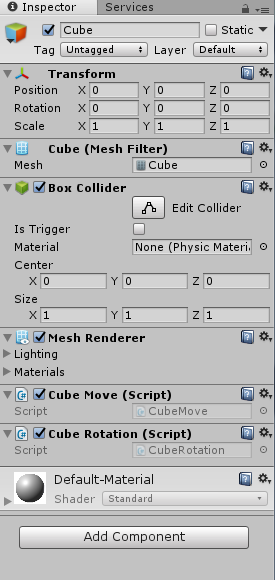 Inspector Services
Cube Static
Tag Untagged Layer Default
Transform
Position X 0 Y 0 Z 0
Rotation X 0 Y 0 Z 0
Scale X 1 Y 1 Z 1
Cube (Mesh Filter)
Mesh Cube
Box Collider
Edit Collider
Is Trigger
Material None (Physic Materia
Center
X 0 Y 0 Z 0
Size
X 1 Y 1 Z 1
Mesh Renderer
Lighting
Materials
Cube Move (Script)
Script CubeMove
Cube Rotation (Script)
Script CubeRotation
Default-Material
Shader Standard
Add Component